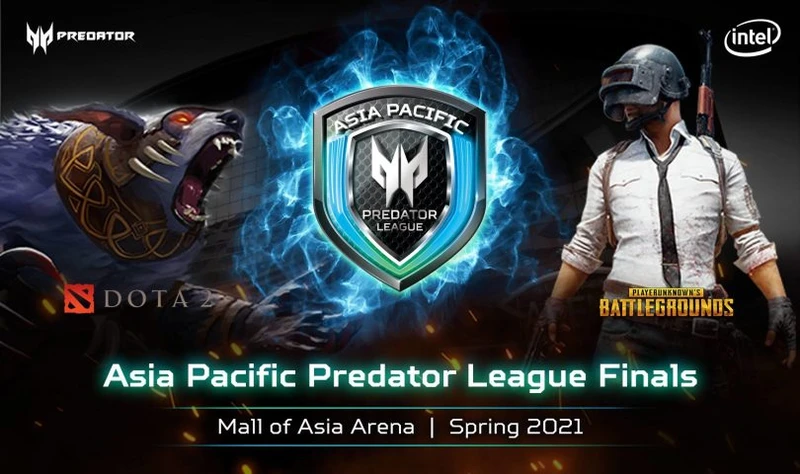 PREDATOR
intel
ASIA PACIFIC
PREDATOR
LEAGUE
DOTA 2
PLAYERUNKNOWN'S
BATTLEGROUNDS
Asia Pacific Predator League Finals
Mall of Asia Arena | Spring 2021